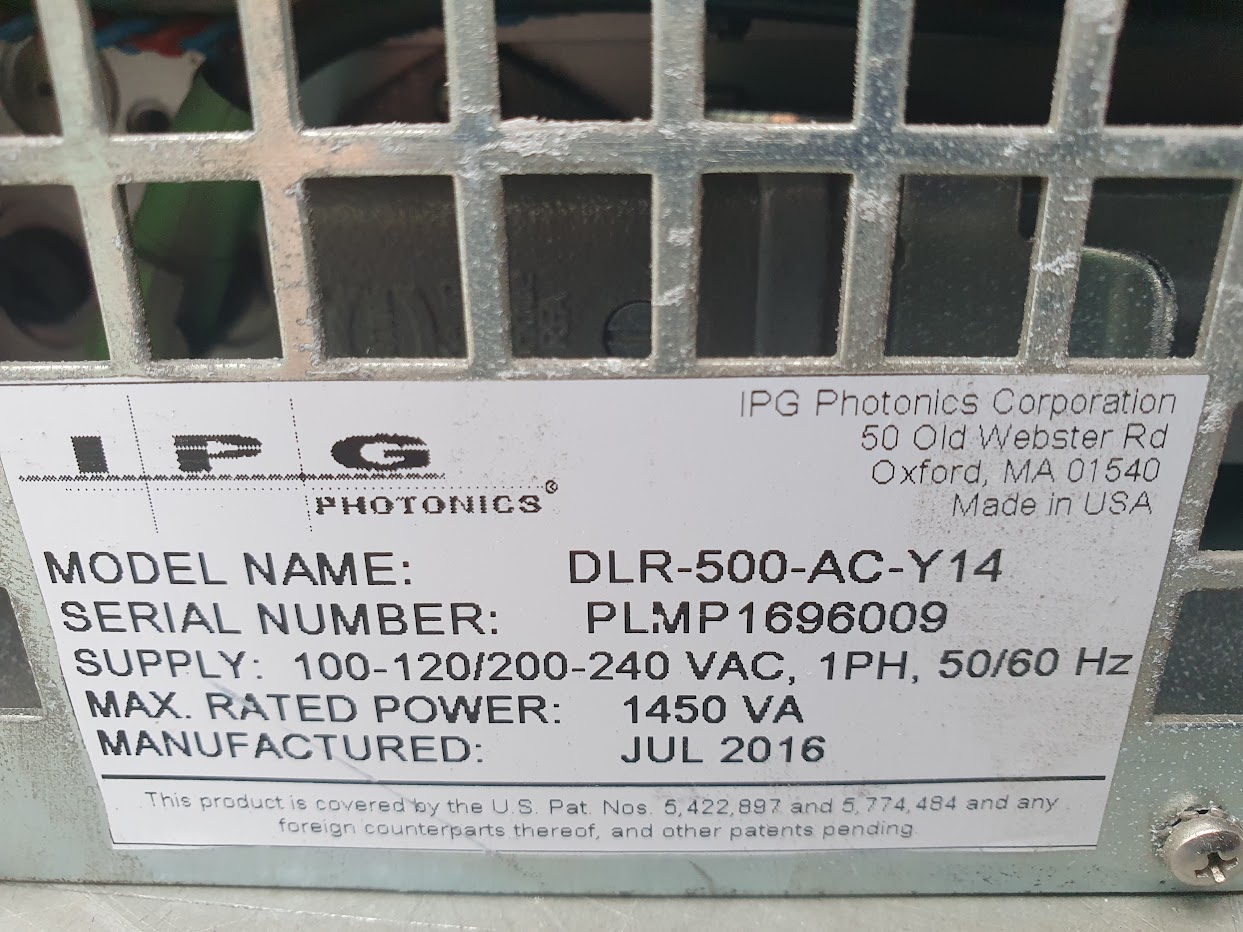 IPG
PHOTONICS®
IPG Photonics Corporation
50 Old Webster Rd
Oxford, MA 01540
Made in USA
MODEL NAME: DLR-500-AC-Y14
SERIAL NUMBER: PLMP1696009
SUPPLY: 100-120/200-240 VAC, 1PH, 50/60 Hz
MAX. RATED POWER: 1450 VA
MANUFACTURED: JUL 2016
This product is covered by the U.S. Pat. Nos. 5,422,897 and 5,774,484 and any
foreign counterparts thereof, and other patents pending